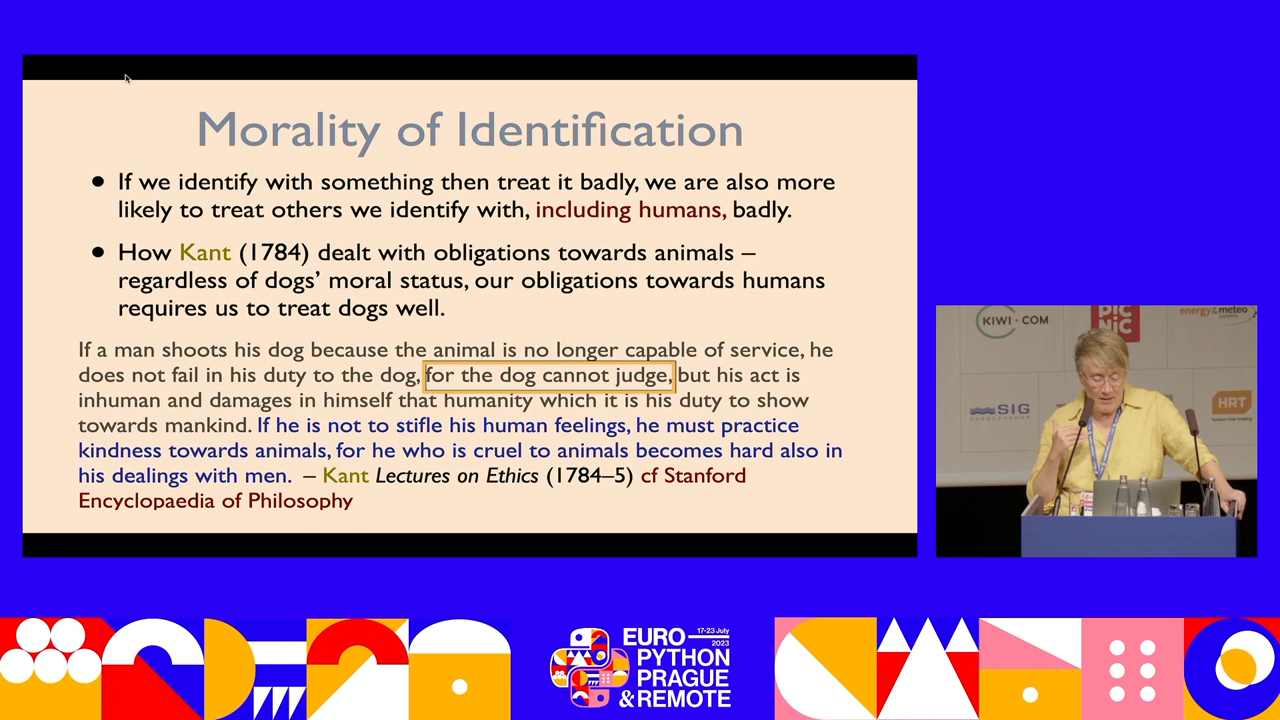 Morality of Identification
• If we identify with something then treat it badly, we are also more
likely to treat others we identify with, including humans, badly.
• How Kant (1784) dealt with obligations towards animals –
regardless of dogs’ moral status, our obligations towards humans
requires us to treat dogs well.
If a man shoots his dog because the animal is no longer capable of service, he
does not fail in his duty to the dog, for the dog cannot judge, but his act is
inhuman and damages in himself that humanity which it is his duty to show
towards mankind. If he is not to stifle his human feelings, he must practice
kindness towards animals, for he who is cruel to animals becomes hard also in
his dealings with men. – Kant Lectures on Ethics (1784–5) cf Stanford
Encyclopaedia of Philosophy
KIWI.COM
PIC
NIC
energy & meteo
SIG
HRT
17-23 July
2023
EURO
PYTHON
PRAGUE
& REMOTE